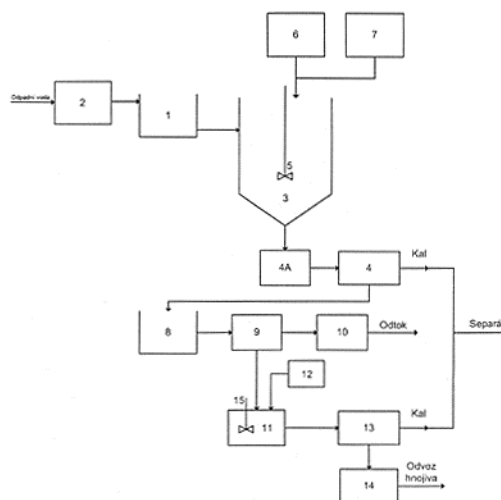 6
7
Odpadní voda
2
1
5
3
4A
4
Kal
8
9
10
Odtok
Separá
12
15
11
13
Kal
14
Odvoz
hnojiva